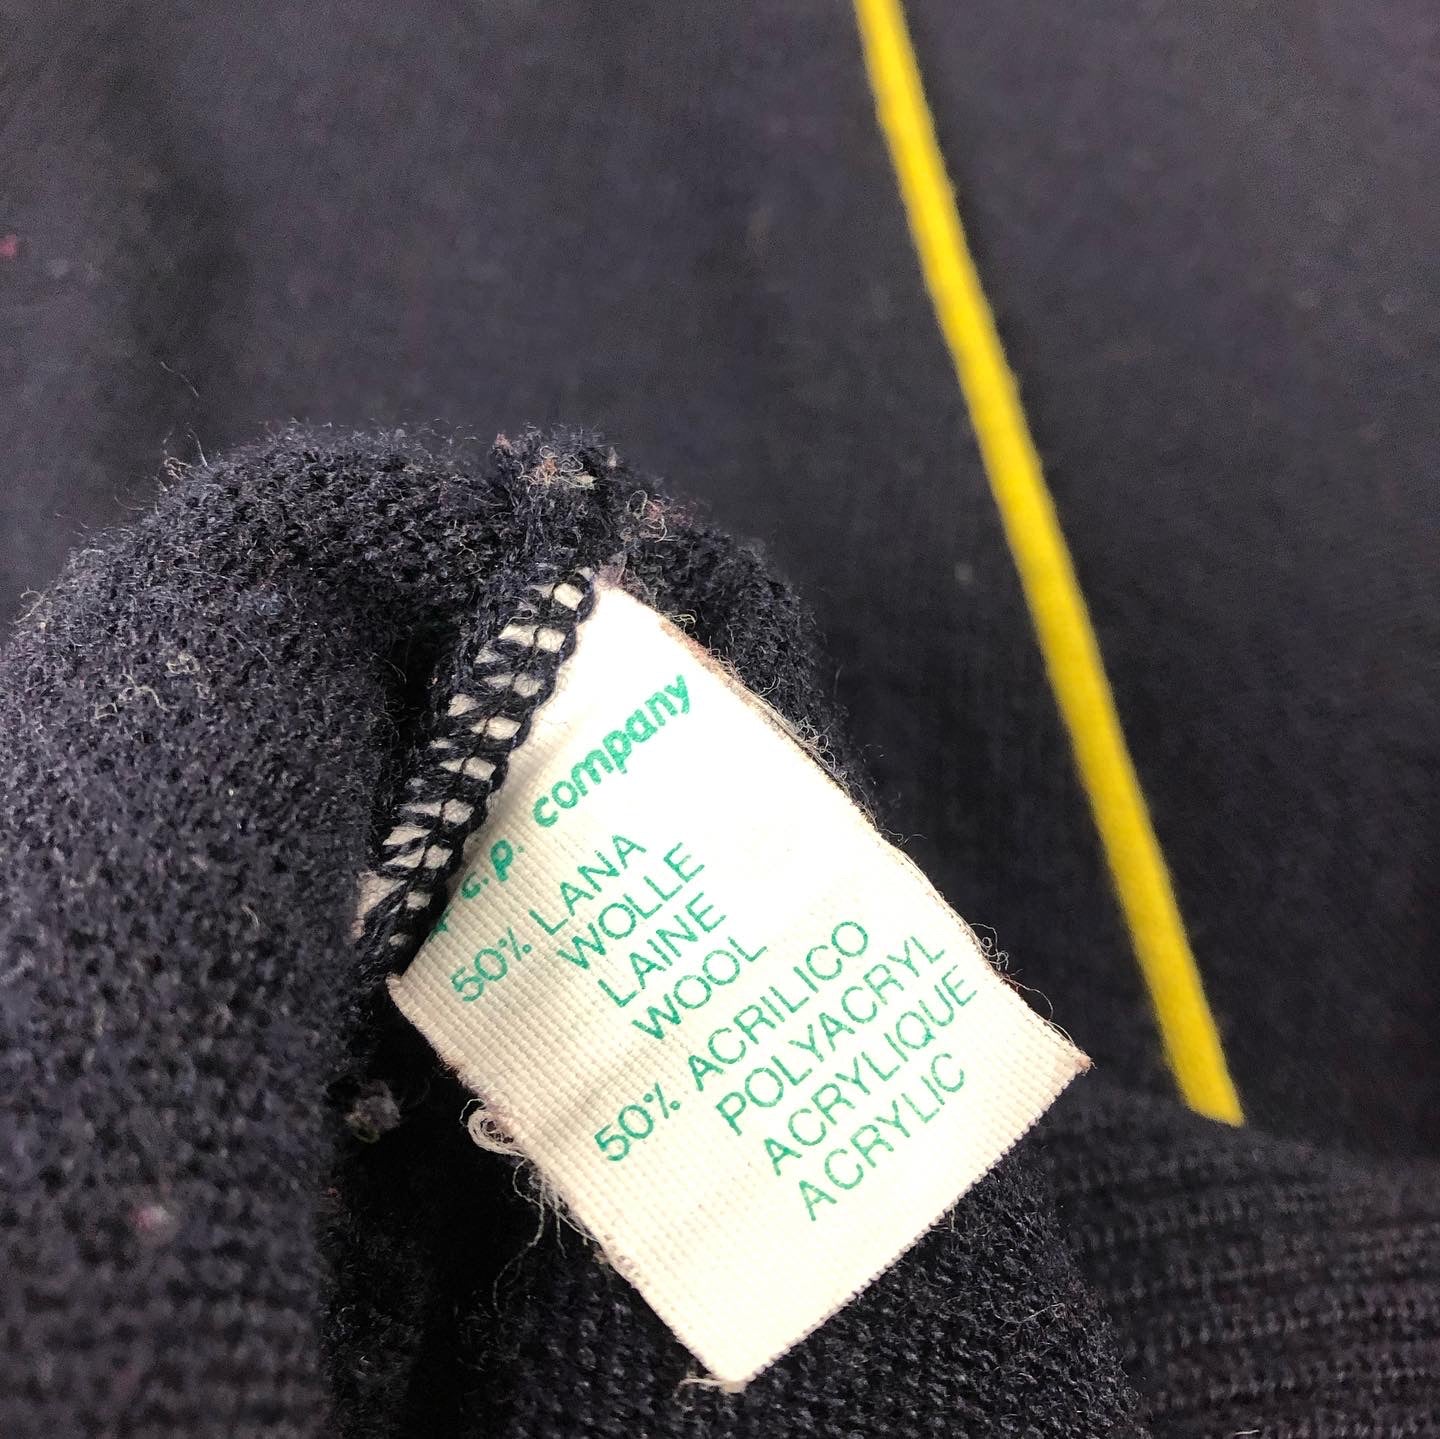 c.p. company
50% LANA
WOLLE
LAINE
WOOL
50% ACRILICO
POLYACRYL
ACRYLIQUE
ACRYLIC